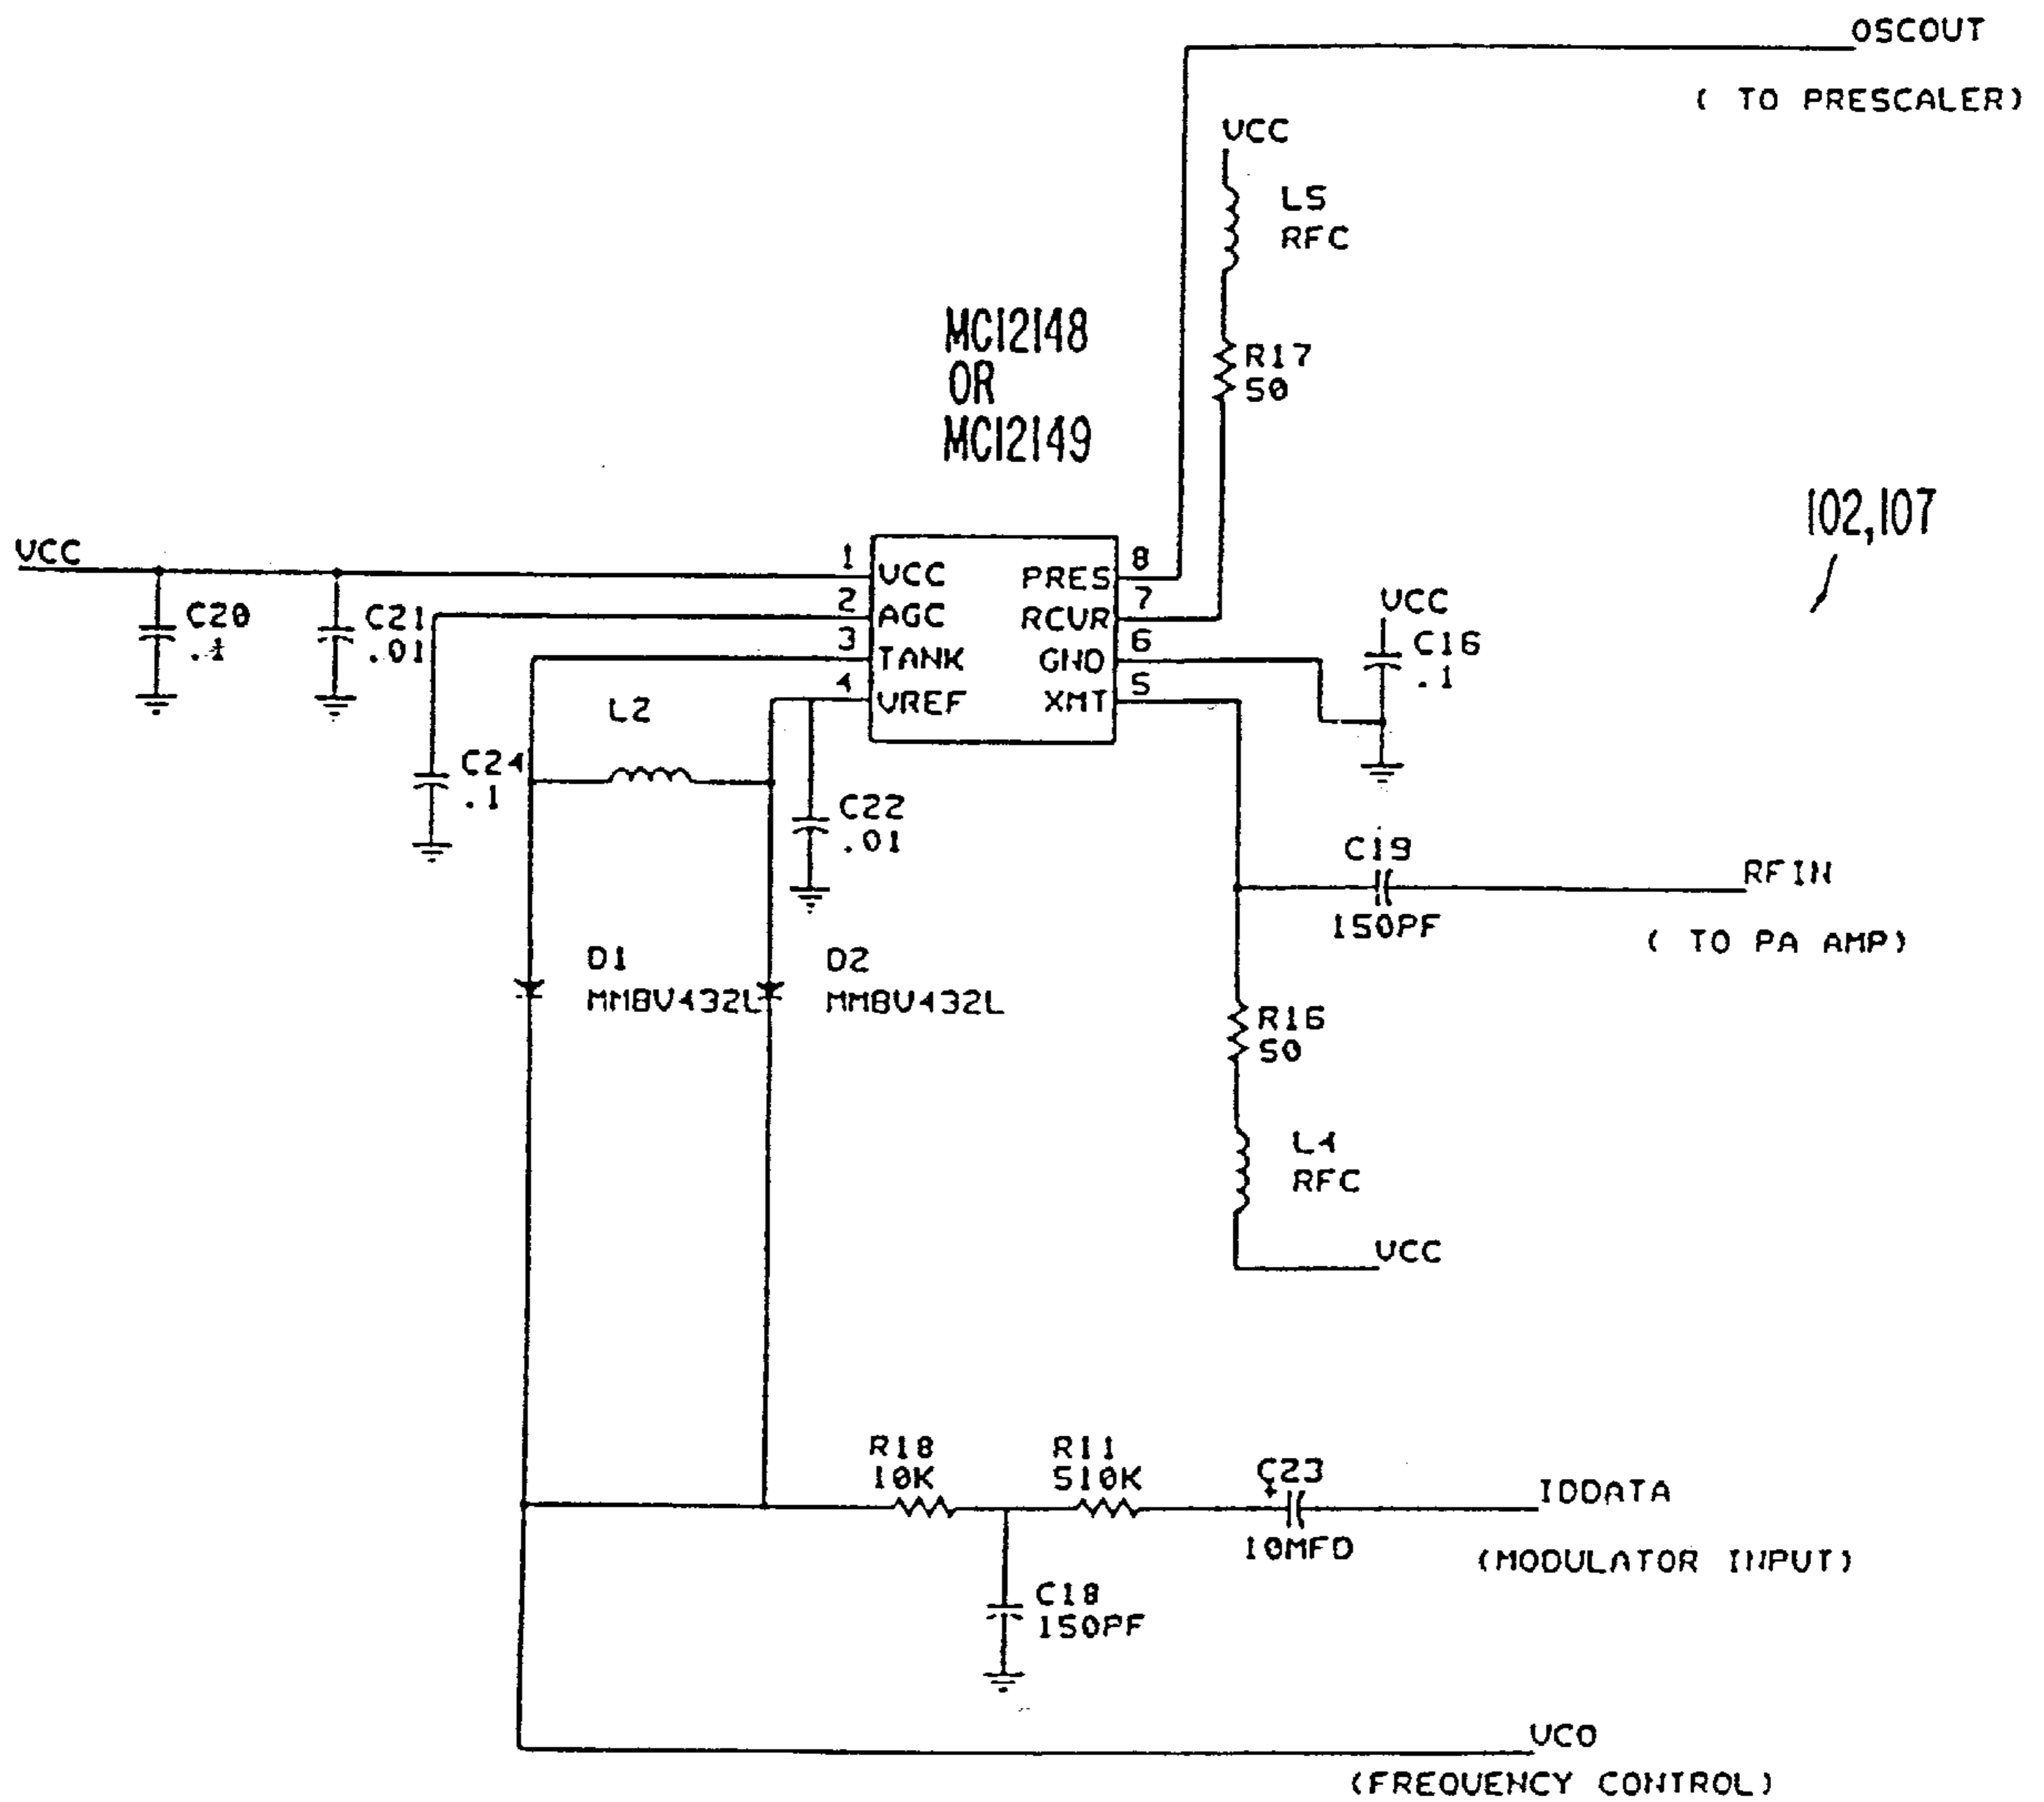 OSCOUT
( TO PRESCALER)
VCC
L5
RFC
MC12148
OR
MC12149
R17
50
102,107
VCC
1
VCC
PRES
8
2
AGC
RCVR
7
3
TANK
GND
6
4
VREF
XMT
5
C20
.1
C21
.01
VCC
C16
.1
L2
C24
.1
C22
.01
C19
150PF
RFIN
( TO PA AMP)
D1
MMBV432L
D2
MMBV432L
R16
50
L4
RFC
VCC
R18
10K
R11
510K
C23
+
10MFD
IDDATA
(MODULATOR INPUT)
C18
150PF
VCO
(FREQUENCY CONTROL)